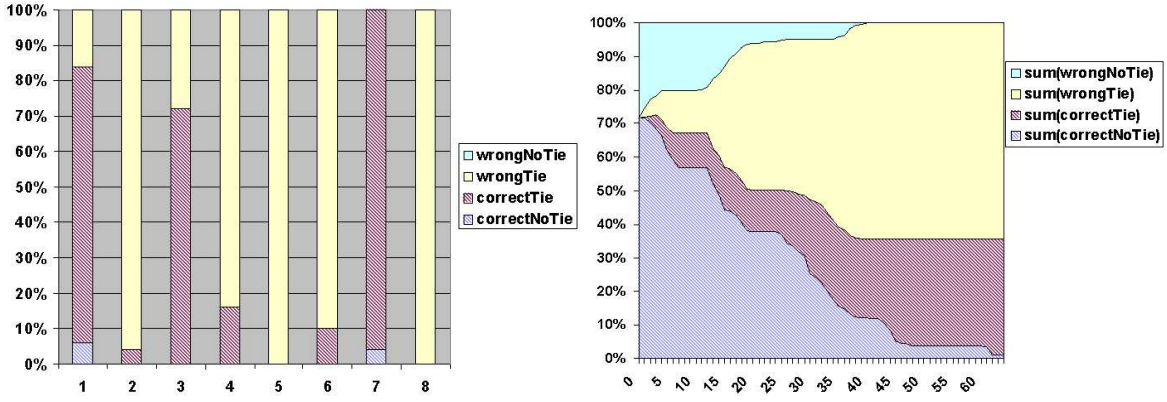 100%
90%
80%
70%
60%
50%
40%
30%
20%
10%
0%
1 2 3 4 5 6 7 8
wrongNoTie
wrongTie
correctTie
correctNoTie
100%
90%
80%
70%
60%
50%
40%
30%
20%
10%
0%
0 5 10 15 20 25 30 35 40 45 50 55 60
sum(wrongNoTie)
sum(wrongTie)
sum(correctTie)
sum(correctNoTie)